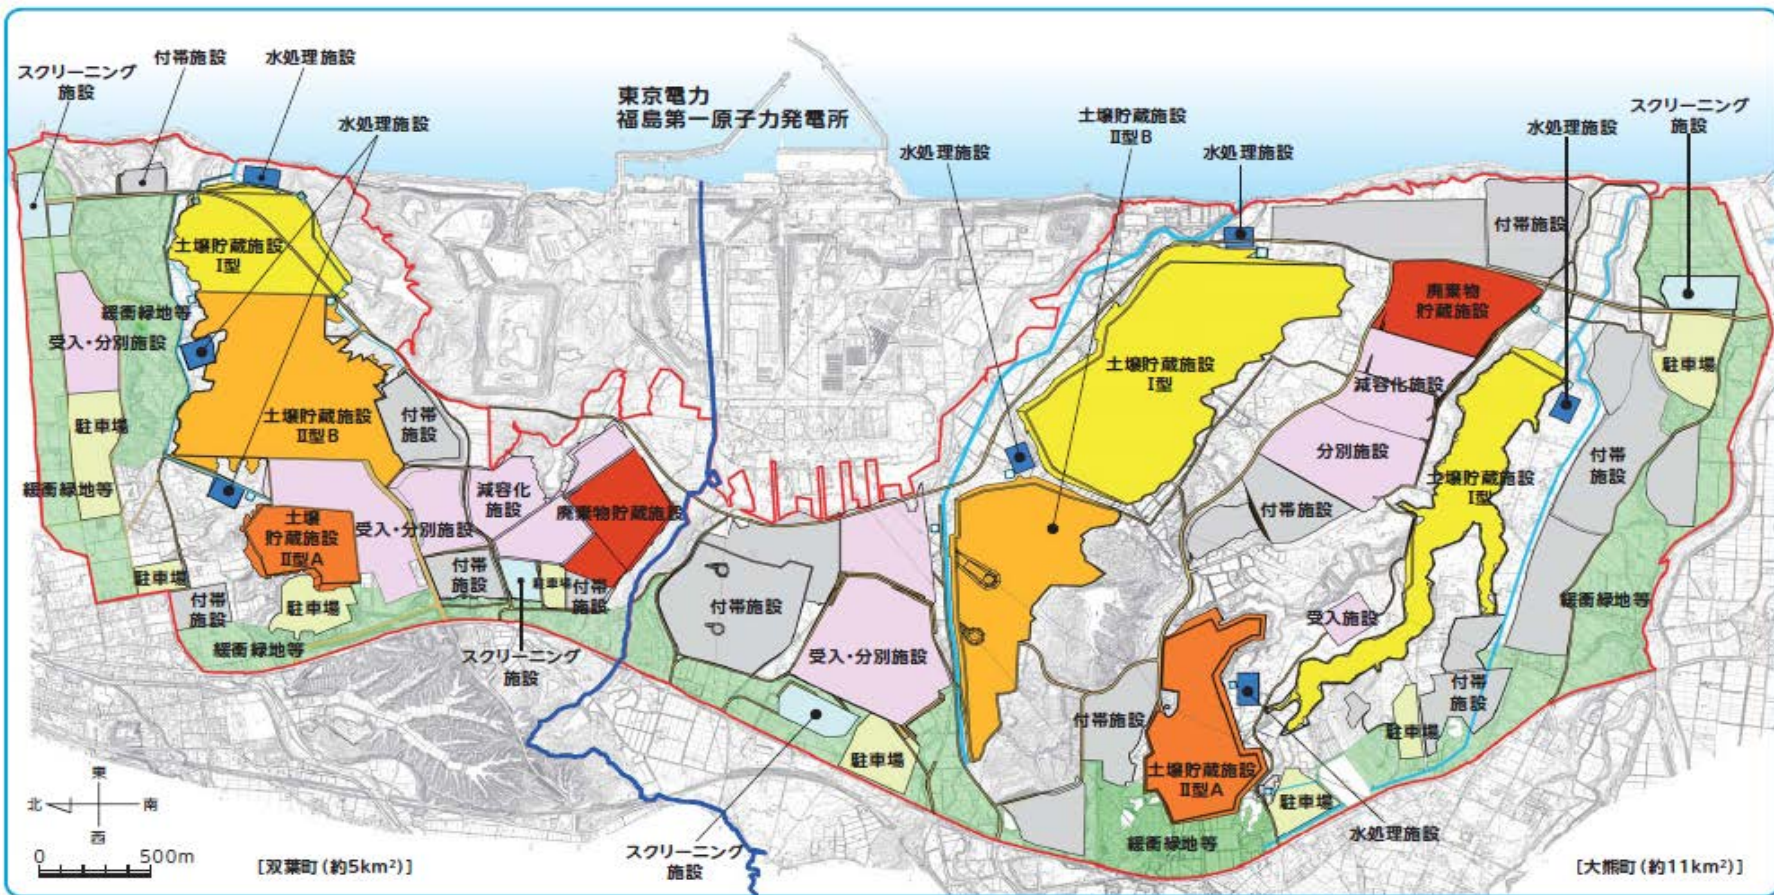 スクリーニング
施設
付帯施設
水処理施設
水処理施設
東京電力
福島第一原子力発電所
水処理施設
土壌貯蔵施設
Ⅱ型B
水処理施設
水処理施設
スクリーニング
施設
土壌貯蔵施設
Ⅰ型
緩衝緑地等
受入・分別施設
駐車場
土壌貯蔵施設
Ⅱ型B
付帯
施設
緩衝緑地等
土壌
貯蔵施設
Ⅱ型A
受入・分別施設
減容化
施設
廃棄物貯蔵施設
付帯
施設
駐車場
付帯
施設
駐車場
付帯
施設
駐車場
緩衝緑地等
スクリーニング
施設
付帯施設
受入・分別施設
駐車場
スクリーニング
施設
土壌貯蔵施設
Ⅰ型
付帯施設
廃棄物
貯蔵施設
減容化施設
分別施設
付帯施設
土壌貯蔵施設
Ⅰ型
駐車場
付帯
施設
受入施設
緩衝緑地等
付帯施設
土壌貯蔵施設
Ⅱ型A
付帯
施設
駐車場
駐車場
水処理施設
緩衝緑地等
東
北
南
西
0
500m
[双葉町(約5km²)]
[大熊町(約11km²)]